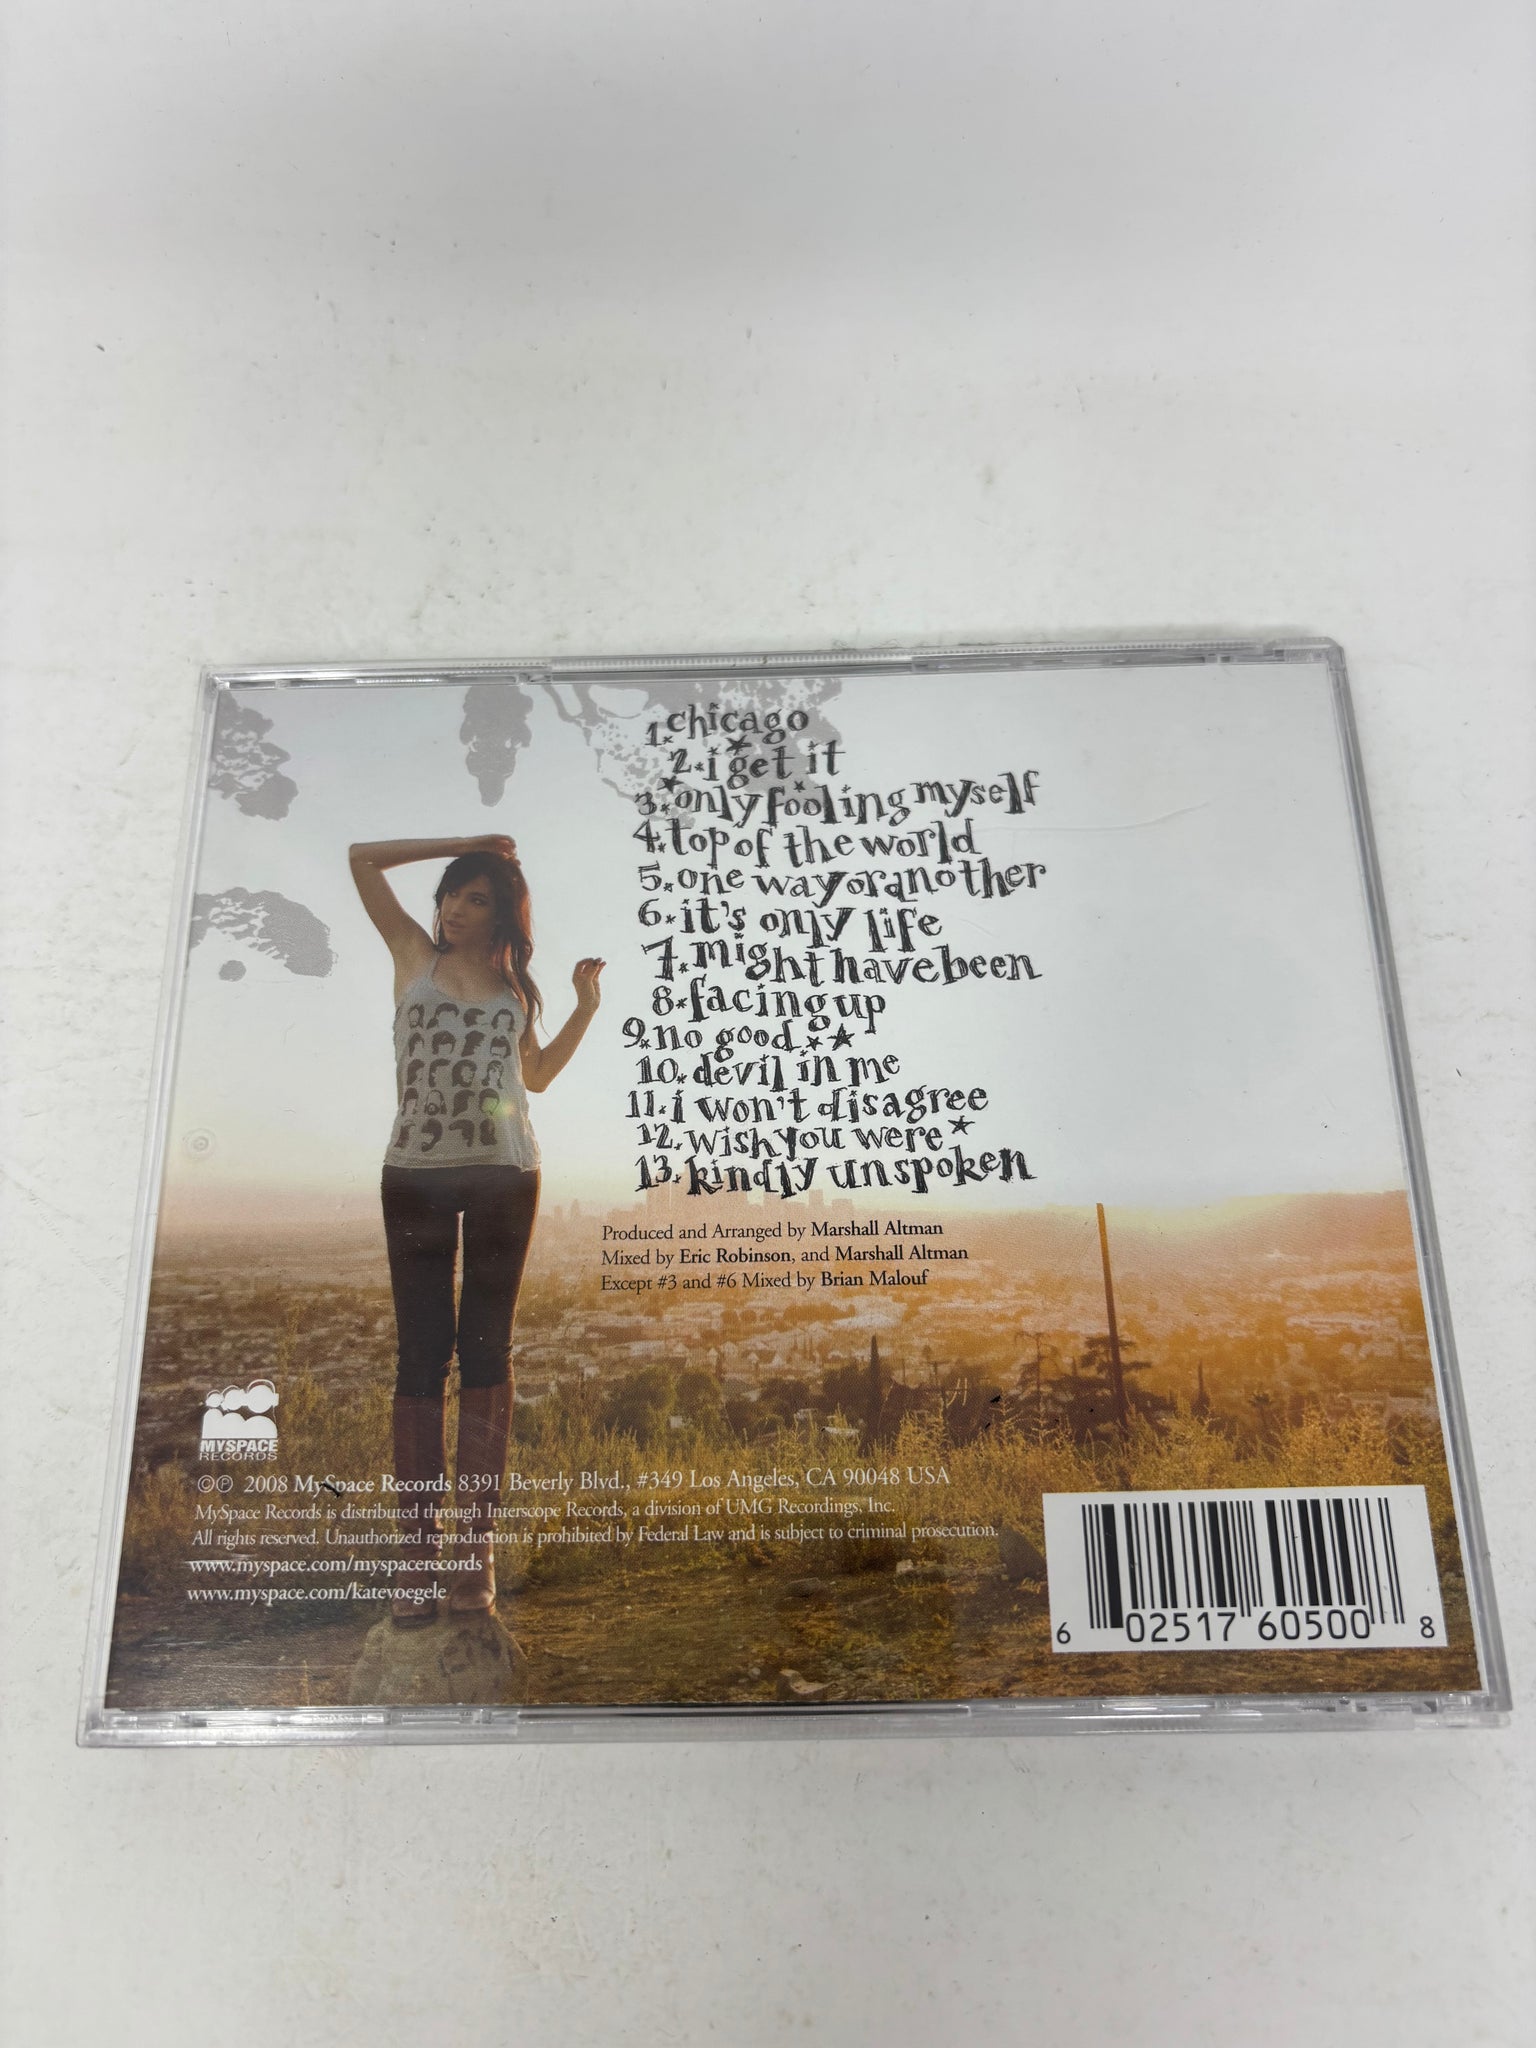 1. chicago
2. i get it
3. only fooling myself
4. top of the world
5. one way or another
6. it's only life
7. might have been
8. facing up
9. no good
10. devil in me
11. i won't disagree
12. wish you were
13. kindly unspoken
Produced and Arranged by Marshall Altman
Mixed by Eric Robinson, and Marshall Altman
Except #3 and #6 Mixed by Brian Malouf
MYSPACE
RECORDS
©℗ 2008 MySpace Records 8391 Beverly Blvd., #349 Los Angeles, CA 90048 USA
MySpace Records is distributed through Interscope Records, a division of UMG Recordings, Inc.
All rights reserved. Unauthorized reproduction is prohibited by Federal Law and is subject to criminal prosecution.
www.myspace.com/myspacerecords
www.myspace.com/katevoegele
6 02517 60500 8